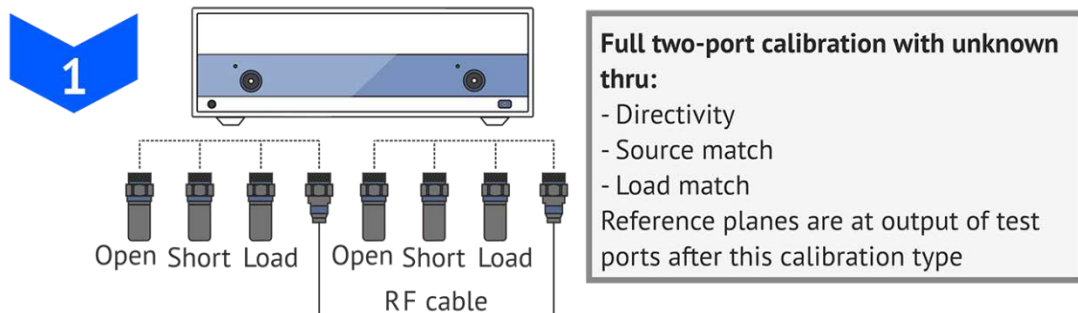 1
Full two-port calibration with unknown
thru:
- Directivity
- Source match
- Load match
Reference planes are at output of test
ports after this calibration type
Open Short Load Open Short Load
RF cable